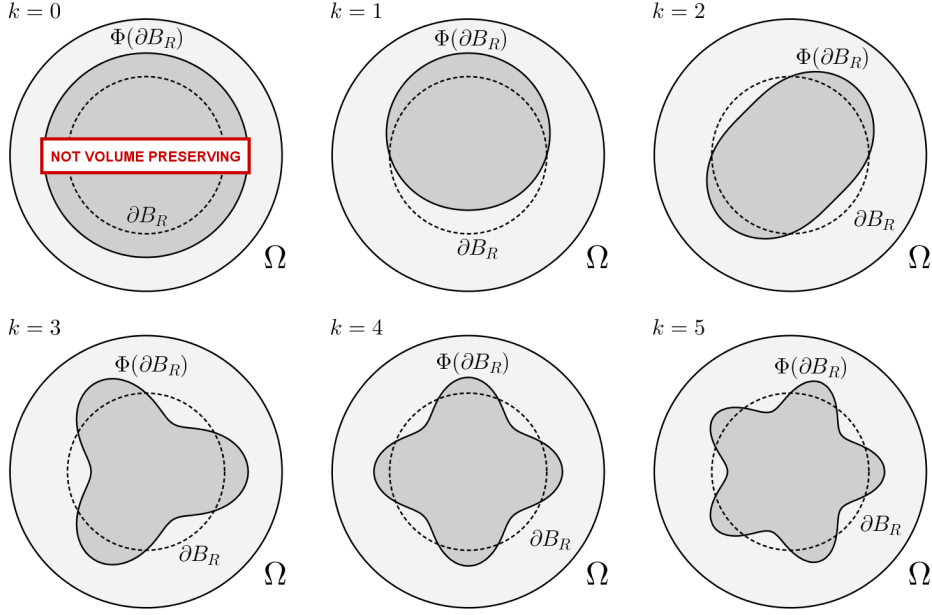 k = 0
Φ(∂B_R)
NOT VOLUME PRESERVING
∂B_R
Ω
k = 1
Φ(∂B_R)
∂B_R
Ω
k = 2
Φ(∂B_R)
∂B_R
Ω
k = 3
Φ(∂B_R)
∂B_R
Ω
k = 4
Φ(∂B_R)
∂B_R
Ω
k = 5
Φ(∂B_R)
∂B_R
Ω